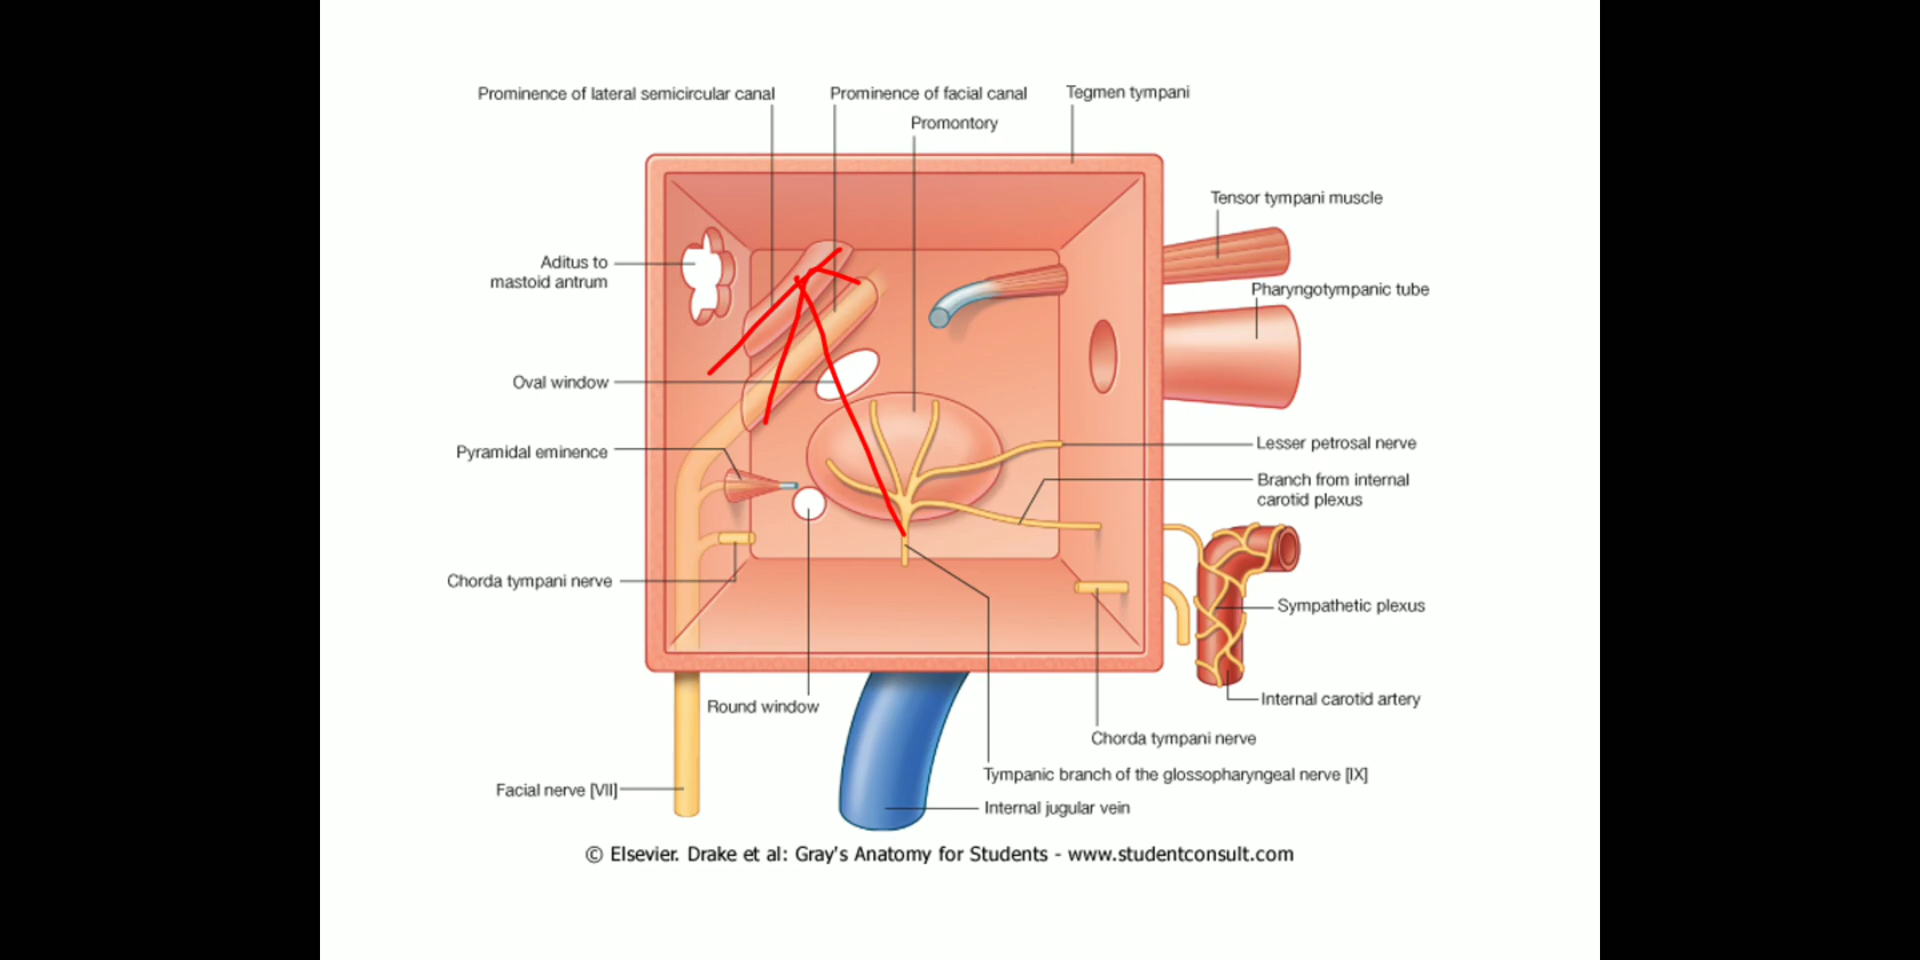 Prominence of lateral semicircular canal
Prominence of facial canal
Tegmen tympani
Promontory
Tensor tympani muscle
Aditus to
mastoid antrum
Pharyngotympanic tube
Oval window
Pyramidal eminence
Lesser petrosal nerve
Branch from internal
carotid plexus
Chorda tympani nerve
Sympathetic plexus
Internal carotid artery
Round window
Chorda tympani nerve
Tympanic branch of the glossopharyngeal nerve [IX]
Facial nerve [VII]
Internal jugular vein
© Elsevier. Drake et al: Gray's Anatomy for Students - www.studentconsult.com